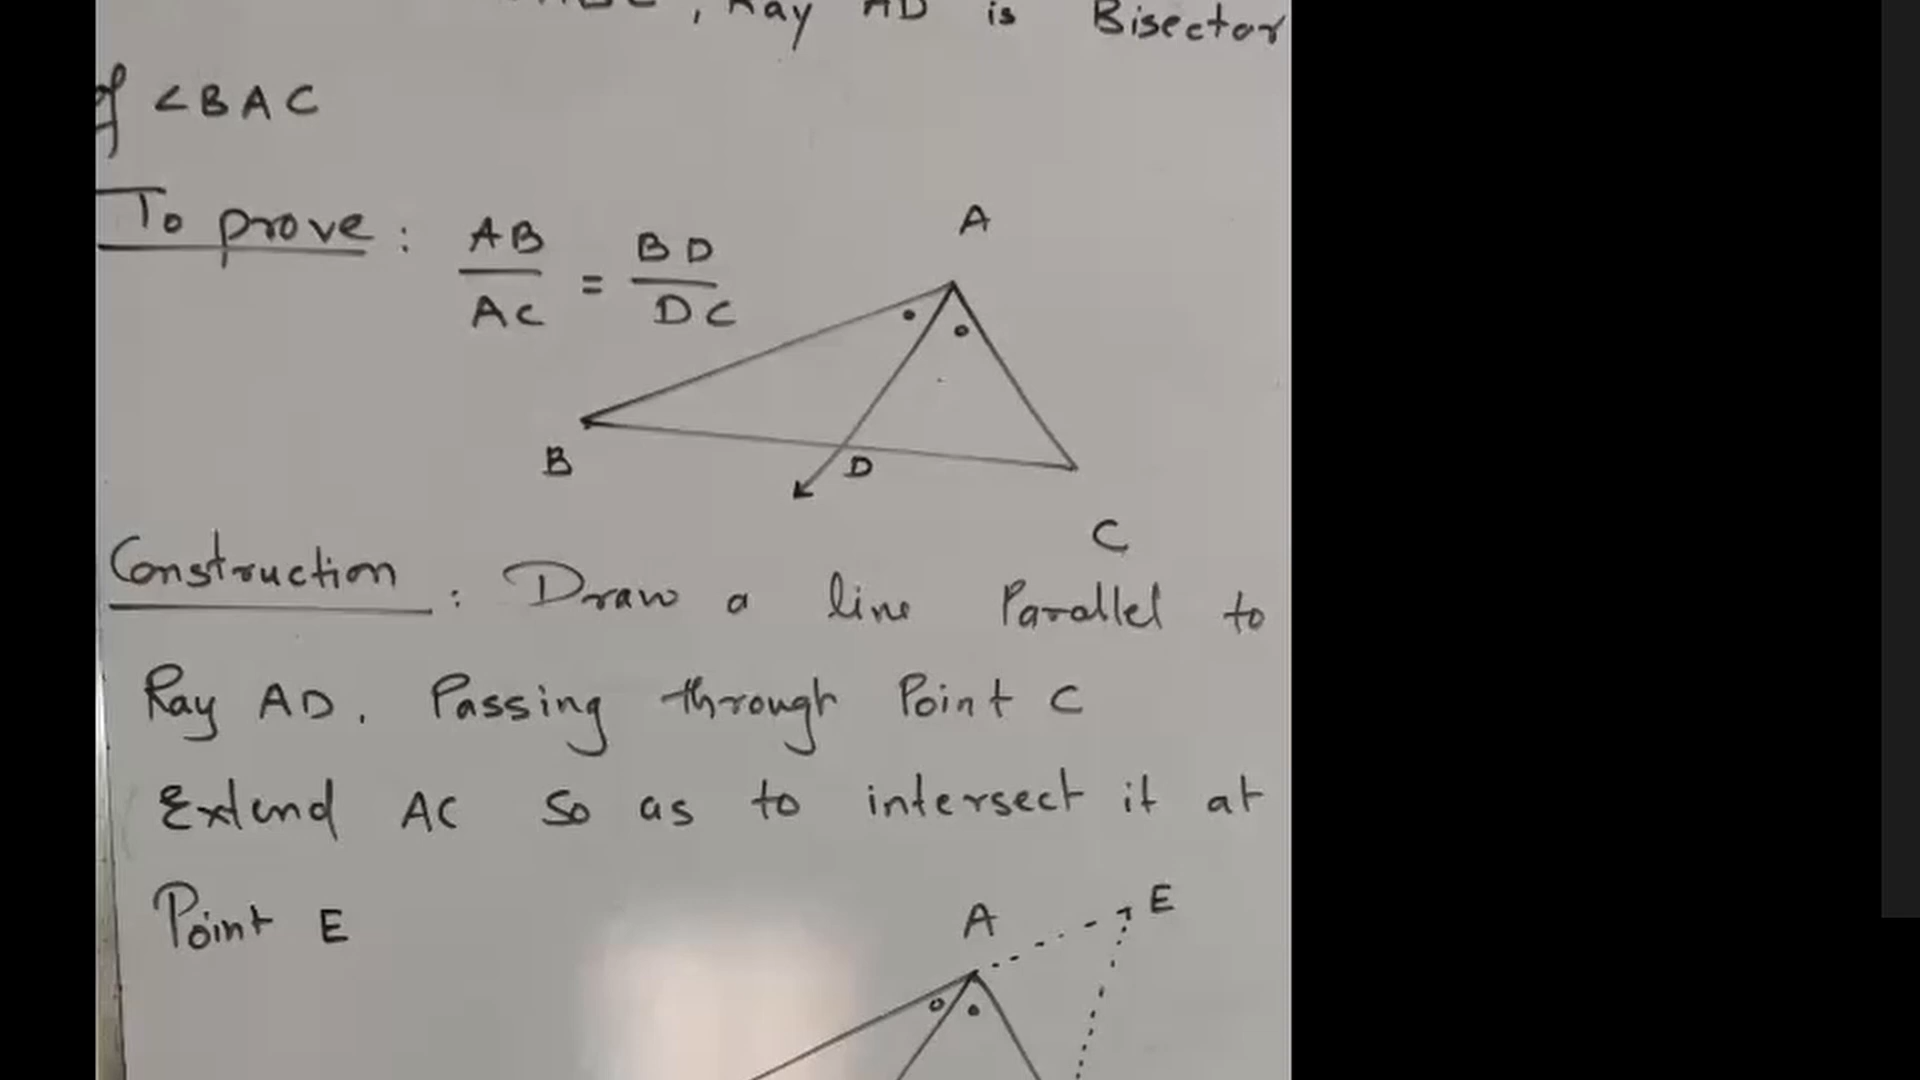 , Ray AD is Bisector
of <BAC
To prove : AB/AC = BD/DC
A
B
D
C
Construction : Draw a line Parallel to
Ray AD. Passing through Point C
Extend AC so as to intersect it at
Point E
A
E